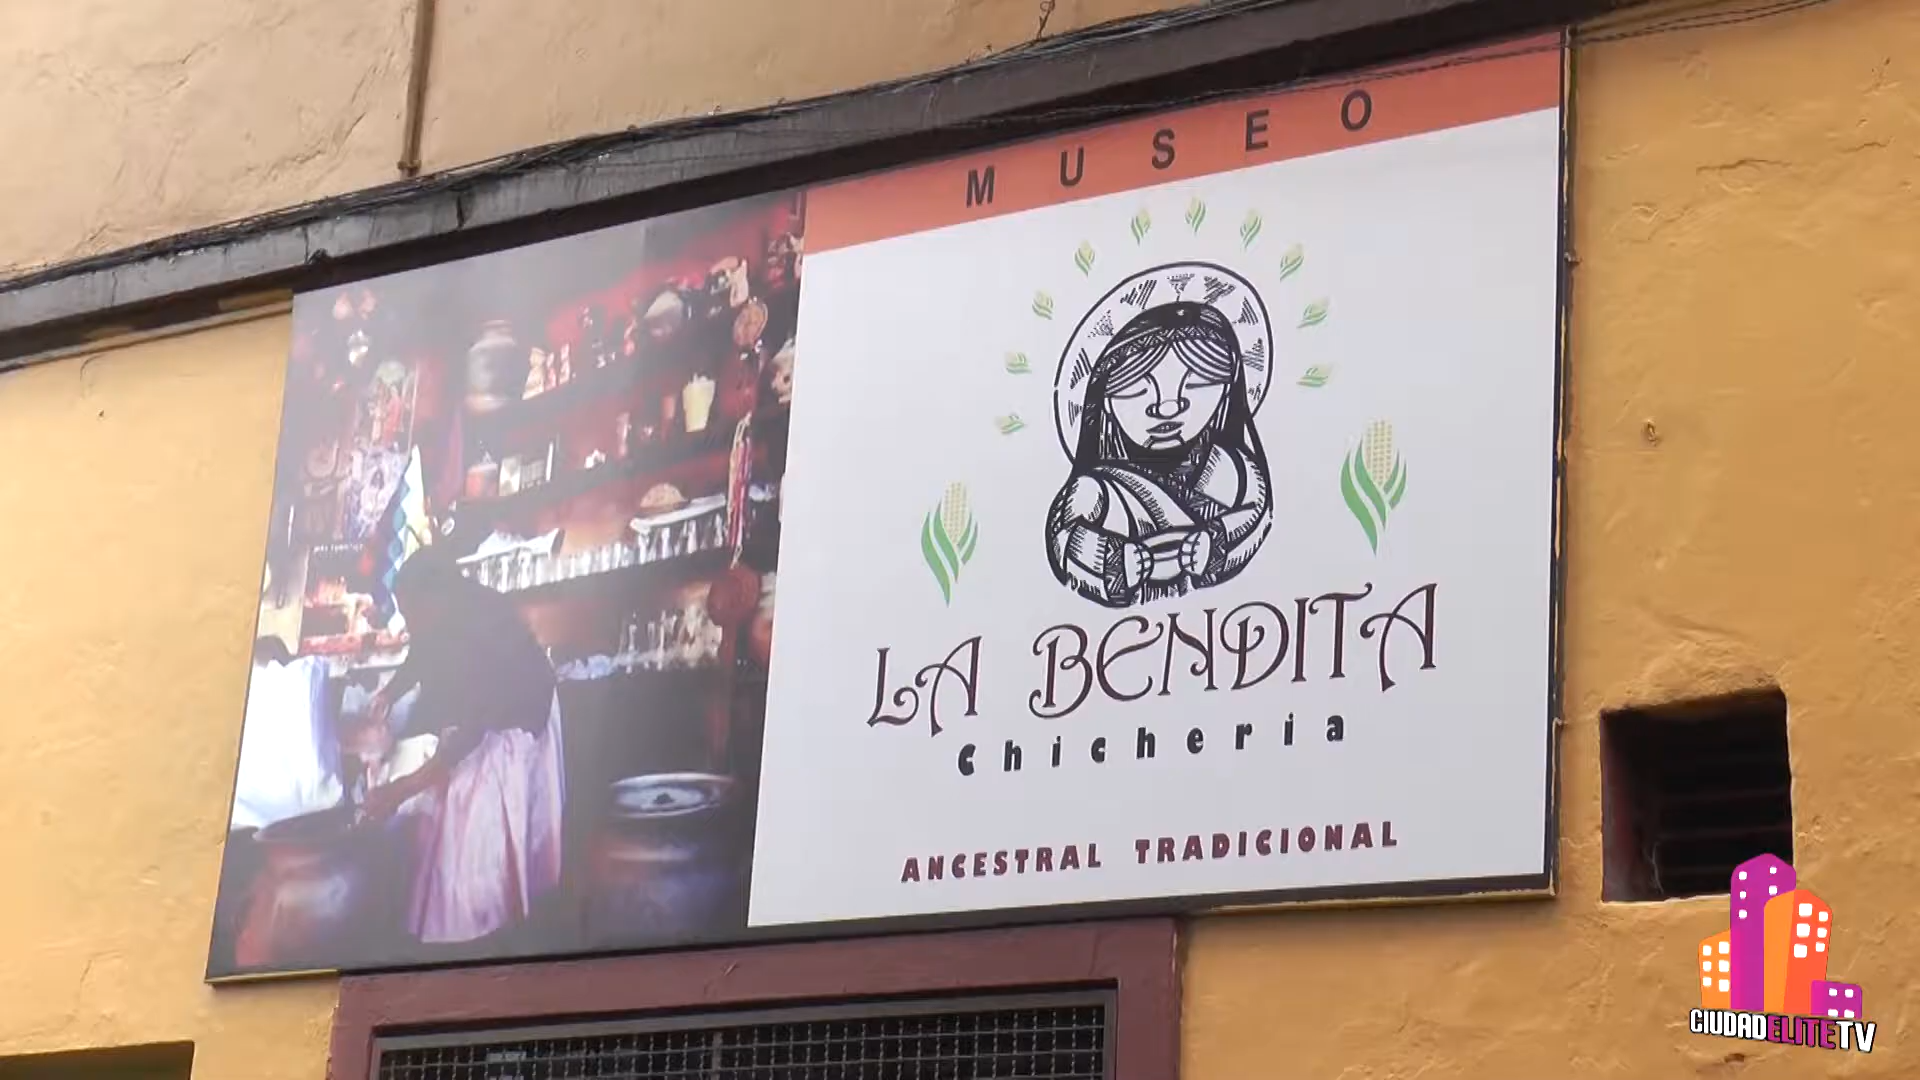 MUSEO
LA BENDITA
Chicheria
ANCESTRAL TRADICIONAL
CIUDADELITETV